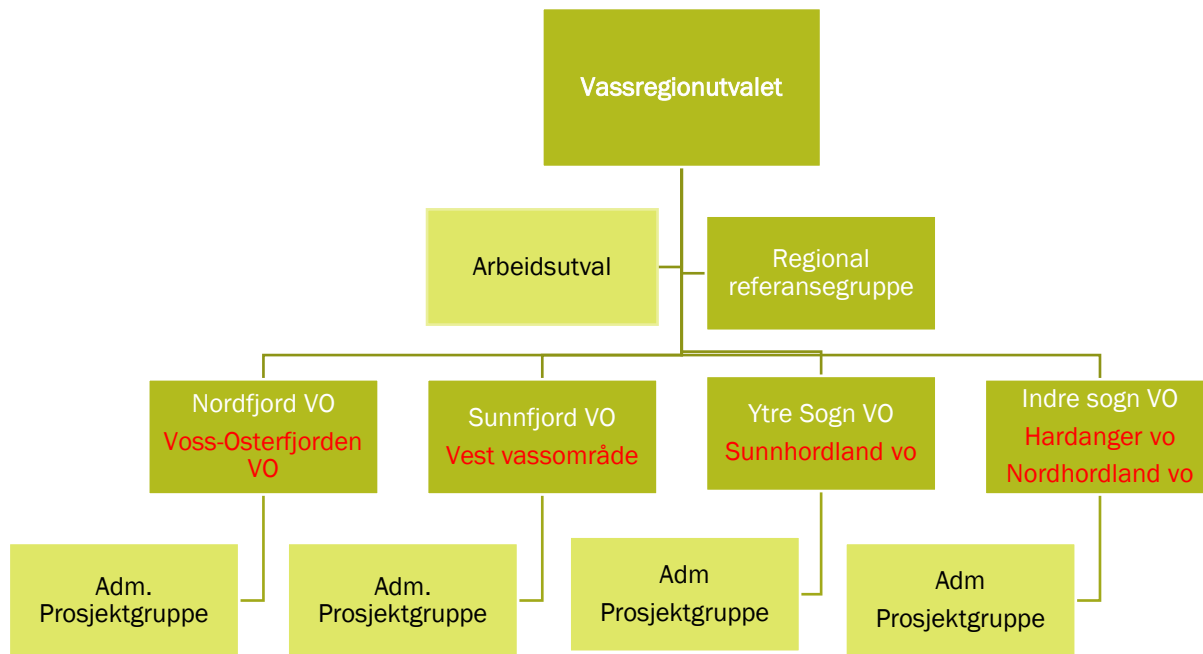 Vassregionutvalet
Arbeidsutval
Regional
referansegruppe
Nordfjord VO
Voss-Osterfjorden
VO
Sunnfjord VO
Vest vassområde
Ytre Sogn VO
Sunnhordland vo
Indre sogn VO
Hardanger vo
Nordhordland vo
Adm.
Prosjektgruppe
Adm.
Prosjektgruppe
Adm
Prosjektgruppe
Adm
Prosjektgruppe